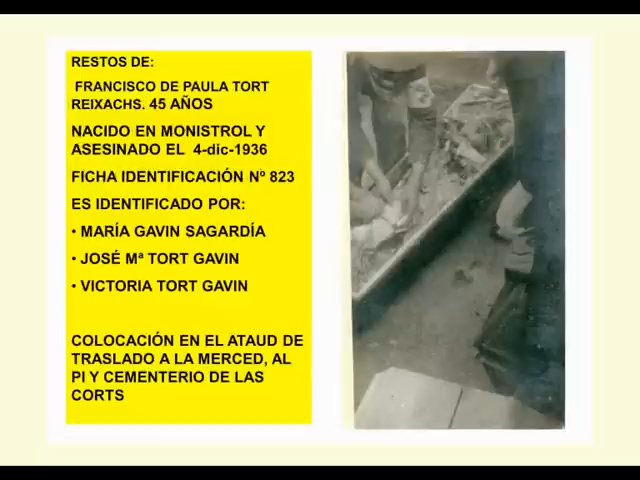 RESTOS DE:
FRANCISCO DE PAULA TORT
REIXACHS. 45 AÑOS
NACIDO EN MONISTROL Y
ASESINADO EL 4-dic-1936
FICHA IDENTIFICACIÓN Nº 823
ES IDENTIFICADO POR:
• MARÍA GAVIN SAGARDÍA
• JOSÉ Mª TORT GAVIN
• VICTORIA TORT GAVIN
COLOCACIÓN EN EL ATAUD DE
TRASLADO A LA MERCED, AL
PI Y CEMENTERIO DE LAS
CORTS